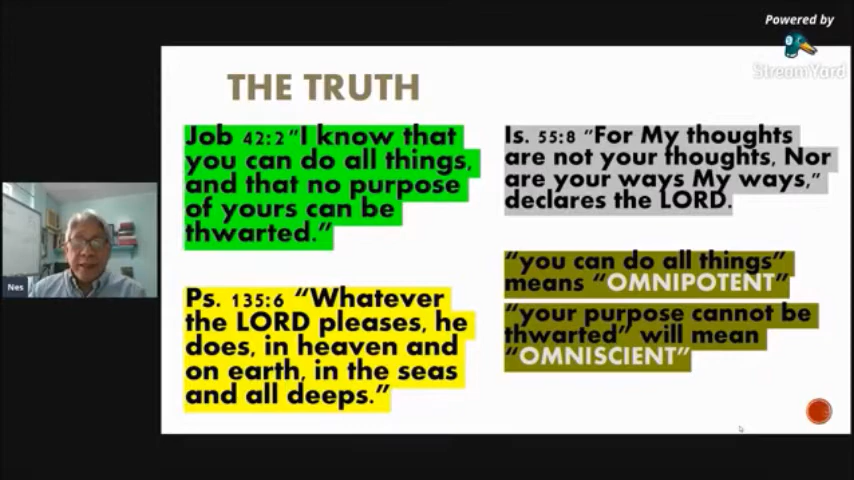 Powered by
StreamYard
THE TRUTH
Job 42:2"I know that
you can do all things,
and that no purpose
of yours can be
thwarted."
Ps. 135:6 "Whatever
the LORD pleases, he
does, in heaven and
on earth, in the seas
and all deeps."
Is. 55:8 "For My thoughts
are not your thoughts, Nor
are your ways My ways,"
declares the LORD.
"you can do all things"
means "OMNIPOTENT"
"your purpose cannot be
thwarted" will mean
"OMNISCIENT"
Nes